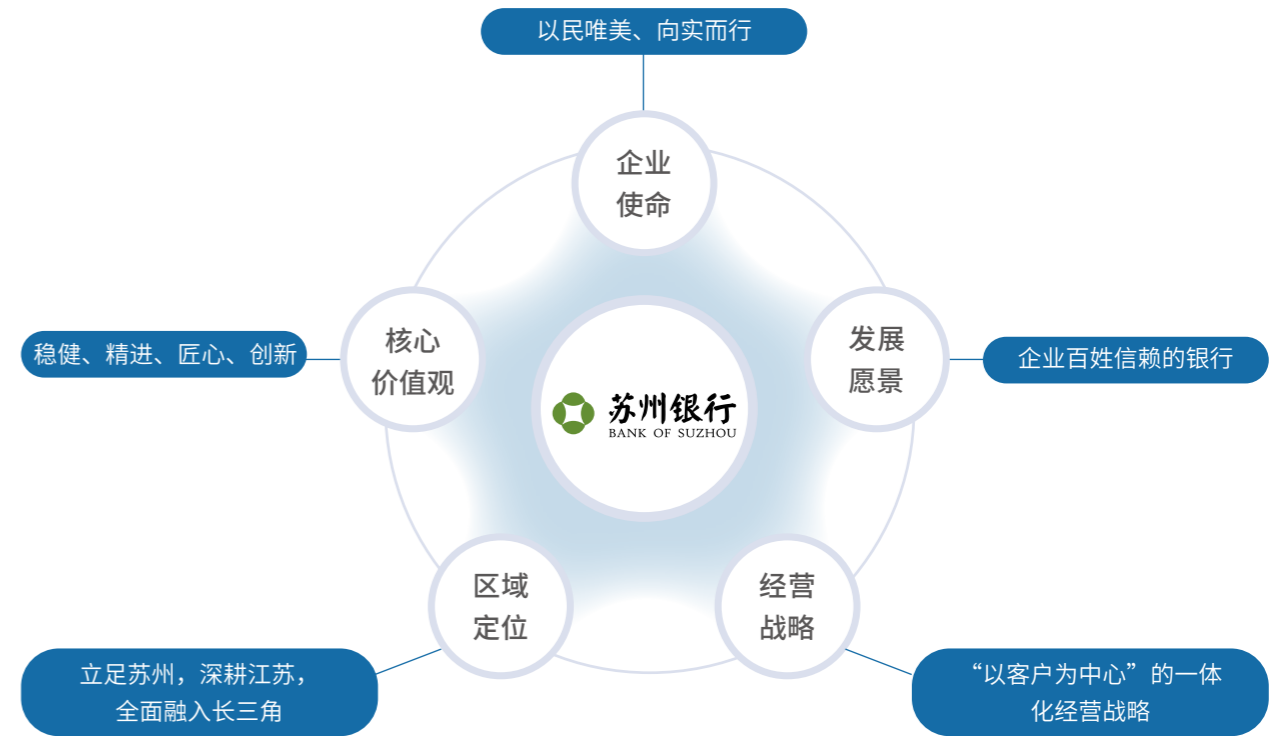 以民唯美、向实而行
企业
使命
核心
价值观
稳健、精进、匠心、创新
发展
愿景
企业百姓信赖的银行
苏州银行
BANK OF SUZHOU
区域
定位
立足苏州，深耕江苏，
全面融入长三角
经营
战略
“以客户为中心”的一体
化经营战略